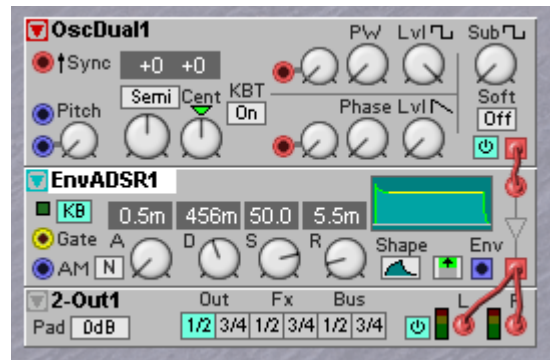 OscDual1
PW Lvl Sub
Sync +0 +0
Semi Cent KBT
On
Pitch
Phase Lvl
Soft
Off
EnvADSR1
KB 0.5m 456m 50.0 5.5m
Gate A D S R Shape Env
AM N
2-Out1 Out Fx Bus L R
Pad 0dB 1/2 3/4 1/2 3/4 1/2 3/4